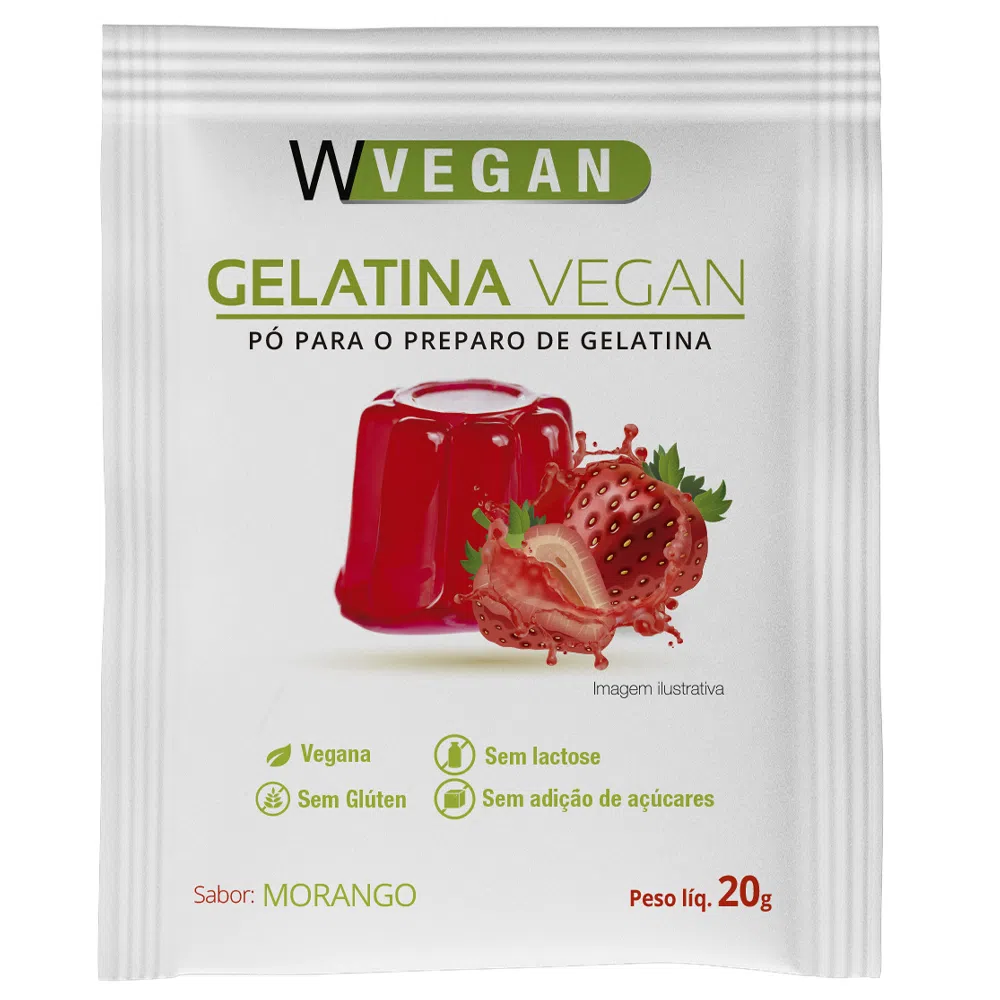 WVEGAN
GELATINA VEGAN
PÓ PARA O PREPARO DE GELATINA
Imagem ilustrativa
Vegana
Sem lactose
Sem Glúten
Sem adição de açúcares
Sabor: MORANGO
Peso líq. 20g